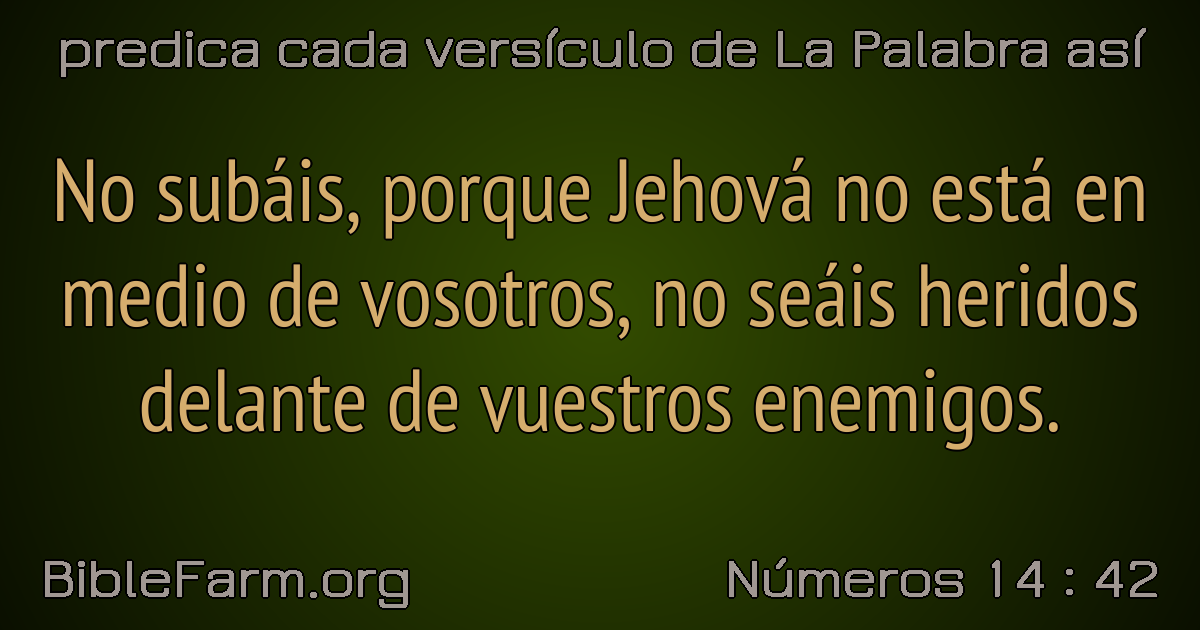 predica cada versículo de La Palabra así
No subáis, porque Jehová no está en
medio de vosotros, no seáis heridos
delante de vuestros enemigos.
BibleFarm.org
Números 14 : 42